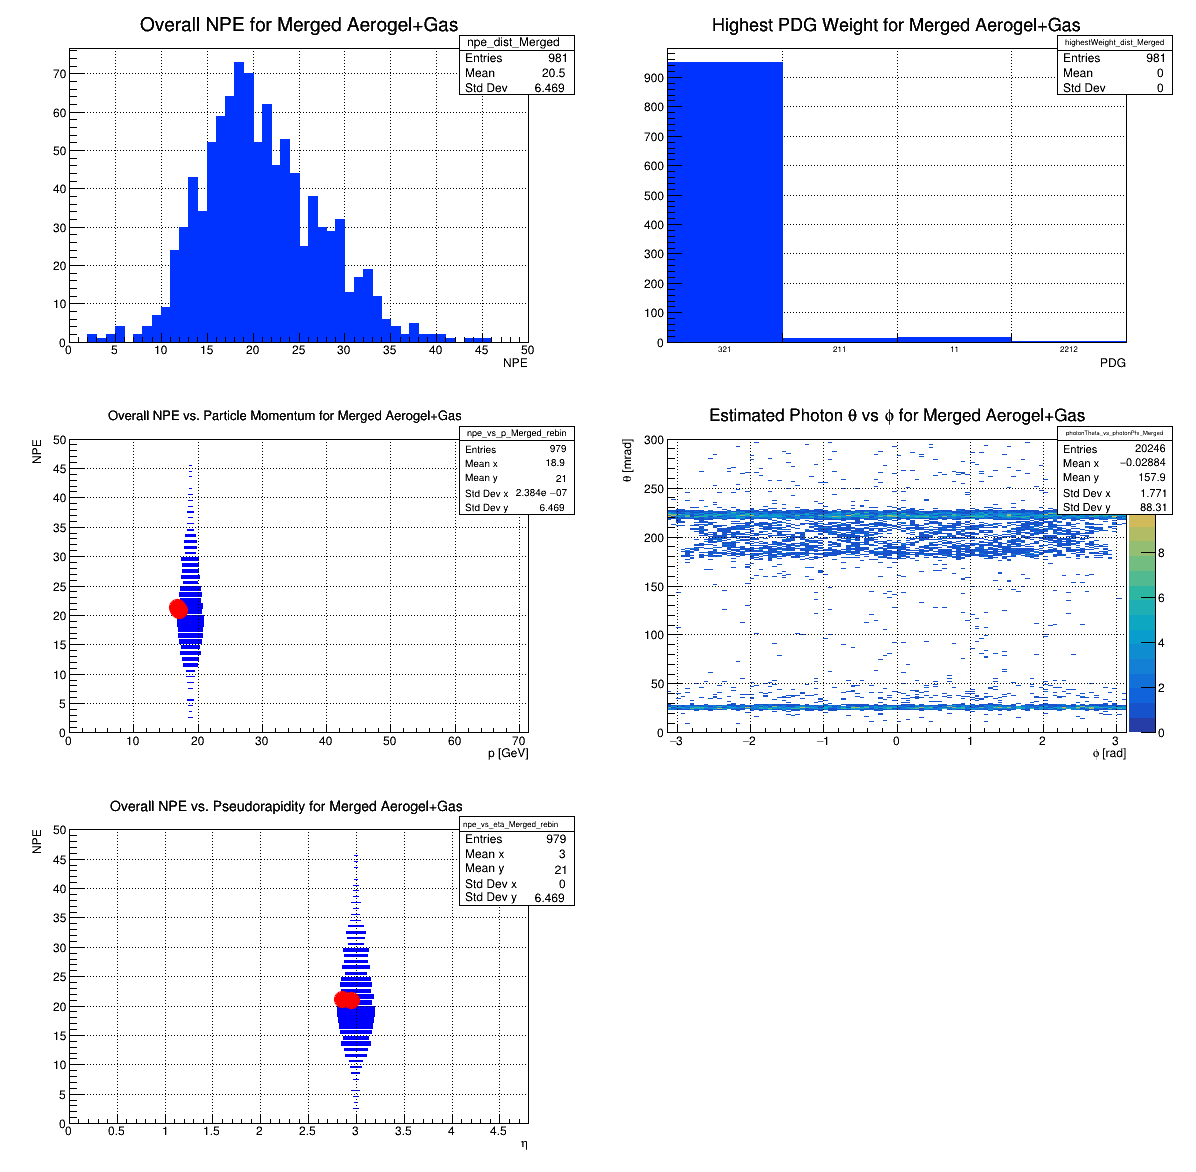 Overall NPE for Merged Aerogel+Gas
npe_dist_Merged
Entries 981
Mean 20.5
Std Dev 6.469
70
60
50
40
30
20
10
0
0 5 10 15 20 25 30 35 40 45 50
NPE
Highest PDG Weight for Merged Aerogel+Gas
highestWeight_dist_Merged
Entries 981
Mean 0
Std Dev 0
900
800
700
600
500
400
300
200
100
0
321 211 11 2212
PDG
Overall NPE vs. Particle Momentum for Merged Aerogel+Gas
npe_vs_p_Merged_rebin
Entries 979
Mean x 18.9
Mean y 21
Std Dev x 2.384e −07
Std Dev y 6.469
NPE
50
45
40
35
30
25
20
15
10
5
0
0 10 20 30 40 50 60 70
p [GeV]
Estimated Photon θ vs ϕ for Merged Aerogel+Gas
photonTheta_vs_photonPhi_Merged
Entries 20246
Mean x −0.02884
Mean y 157.9
Std Dev x 1.771
Std Dev y 88.31
θ [mrad]
300
250
200
150
100
50
0
−3 −2 −1 0 1 2 3
ϕ [rad]
8
6
4
2
0
Overall NPE vs. Pseudorapidity for Merged Aerogel+Gas
npe_vs_eta_Merged_rebin
Entries 979
Mean x 3
Mean y 21
Std Dev x 0
Std Dev y 6.469
NPE
50
45
40
35
30
25
20
15
10
5
0
0 0.5 1 1.5 2 2.5 3 3.5 4 4.5
η